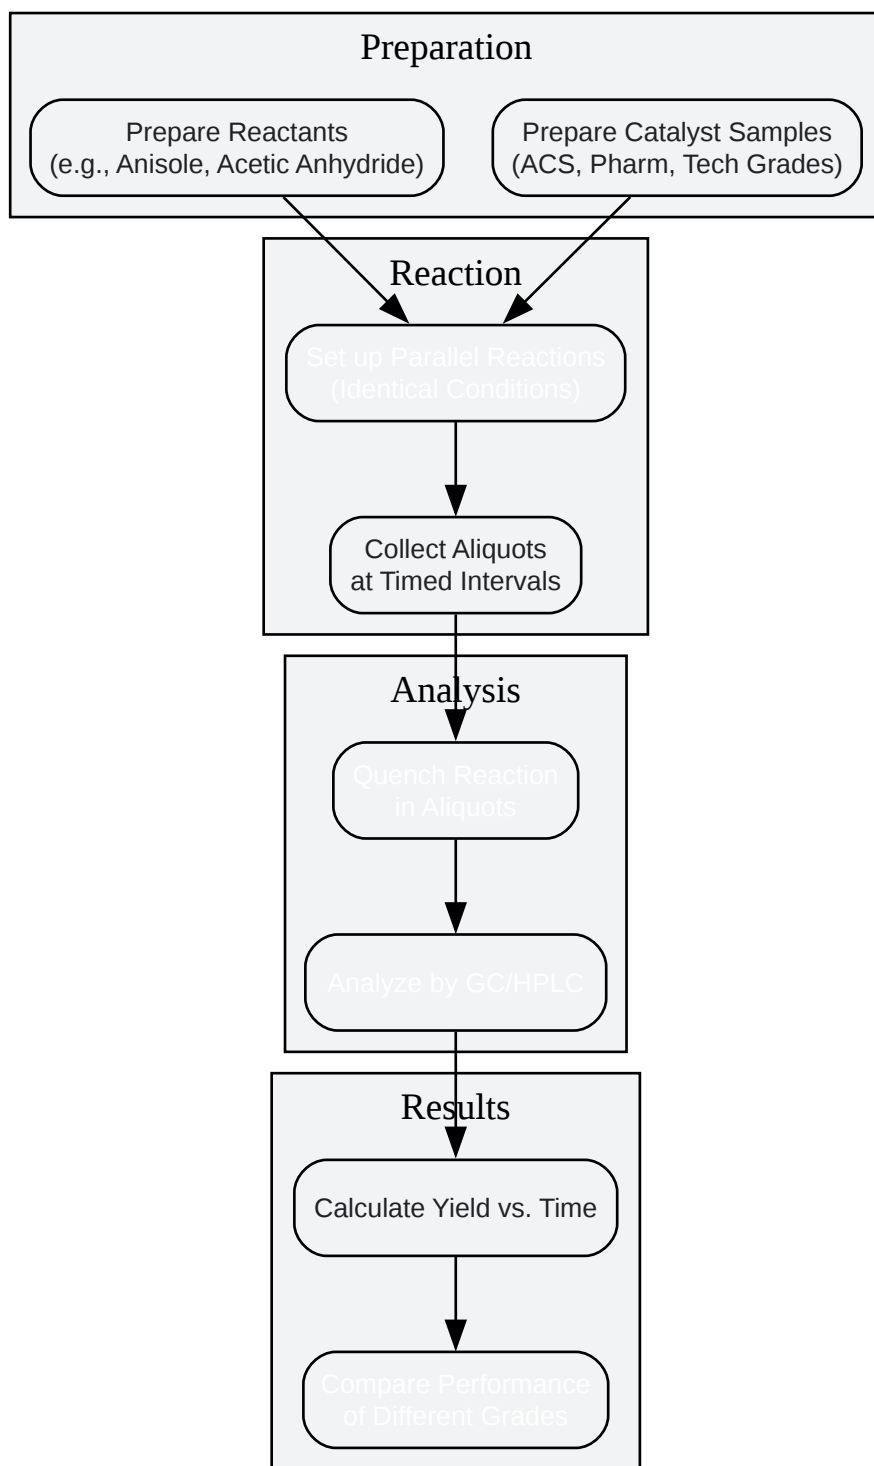 Preparation
Prepare Reactants
(e.g., Anisole, Acetic Anhydride)
Prepare Catalyst Samples
(ACS, Pharm, Tech Grades)
Reaction
Set up Parallel Reactions
(Identical Conditions)
Collect Aliquots
at Timed Intervals
Analysis
Quench Reaction
in Aliquots
Analyze by GC/HPLC
Results
Calculate Yield vs. Time
Compare Performance
of Different Grades